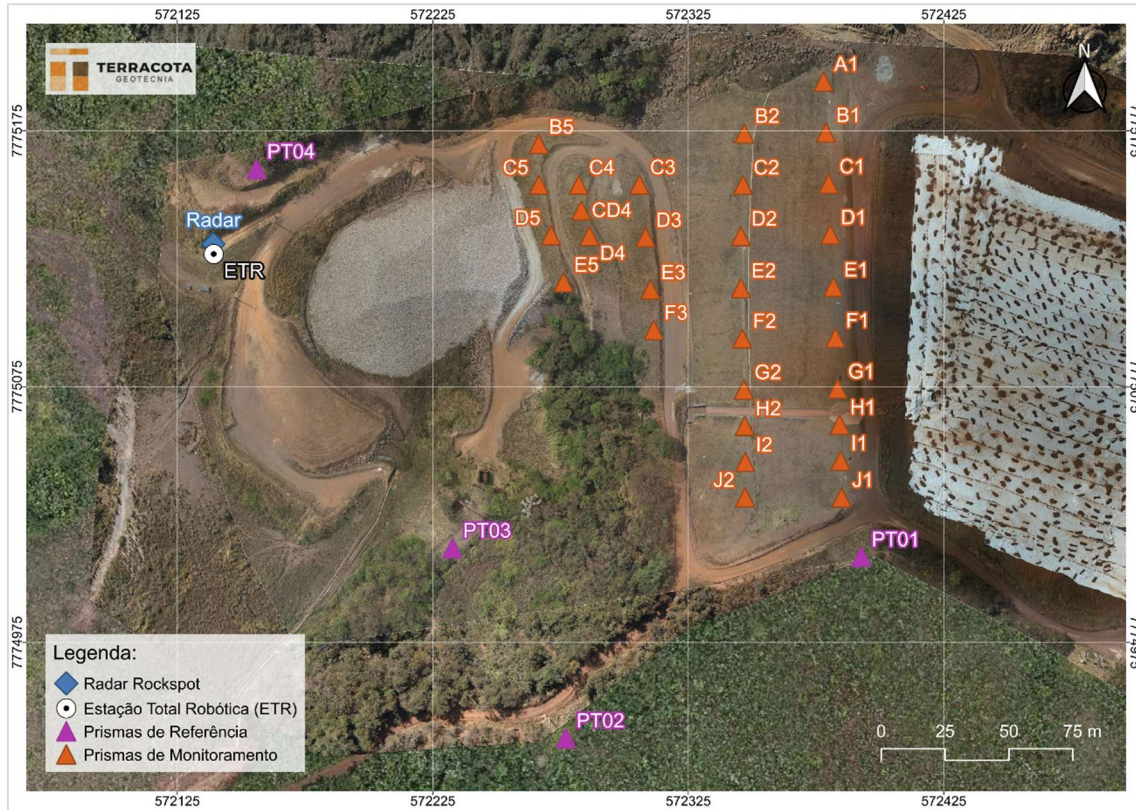 572125
572225
572325
572425
TERRACOTA
GEOTECNIA
N
A1
7775175
B5
B2
B1
7775175
PT04
C5
C4
C3
C2
C1
Radar
D5
CD4
D3
D2
D1
ETR
D4
E5
E3
E2
E1
F3
F2
F1
7775075
G2
G1
7775075
H2
H1
I2
I1
J2
J1
PT03
PT01
7774975
7774975
Legenda:
Radar Rockspot
Estação Total Robótica (ETR)
Prismas de Referência
Prismas de Monitoramento
PT02
0 25 50 75 m
572125
572225
572325
572425